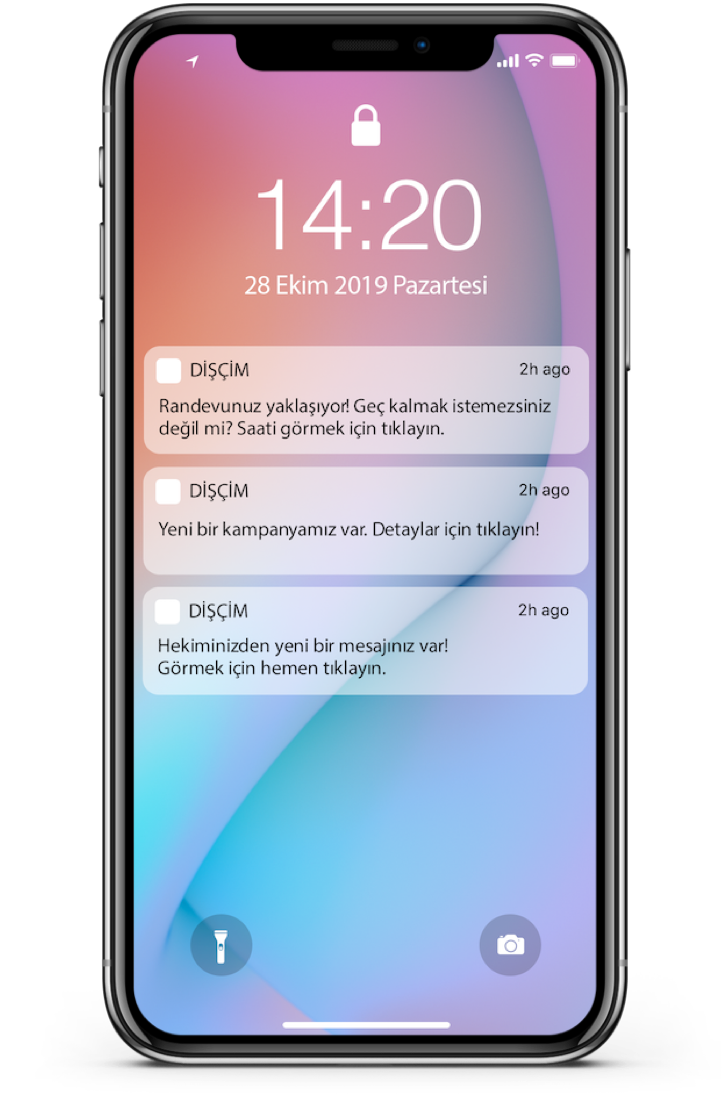 14:20
28 Ekim 2019 Pazartesi
DİŞÇİM 2h ago
Randevunuz yaklaşıyor! Geç kalmak istemezsiniz
değil mi? Saati görmek için tıklayın.
DİŞÇİM 2h ago
Yeni bir kampanyamız var. Detaylar için tıklayın!
DİŞÇİM 2h ago
Hekiminizden yeni bir mesajınız var!
Görmek için hemen tıklayın.